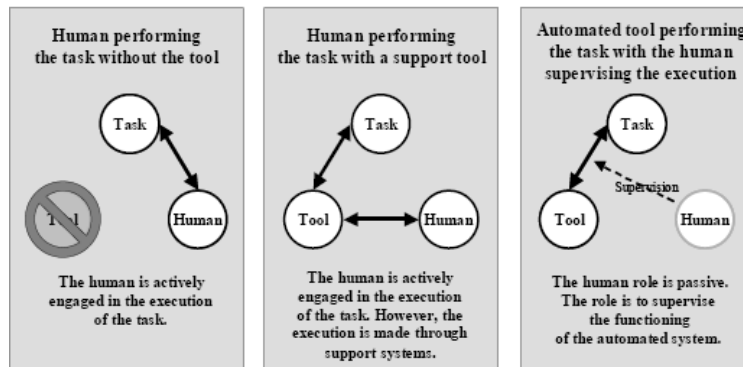 Human performing
the task without the tool
Task
Tool
Human
The human is actively
engaged in the execution
of the task.
Human performing
the task with a support tool
Task
Tool
Human
The human is actively
engaged in the execution
of the task. However, the
execution is made through
support systems.
Automated tool performing
the task with the human
supervising the execution
Task
Supervision
Tool
Human
The human role is passive.
The role is to supervise
the functioning
of the automated system.